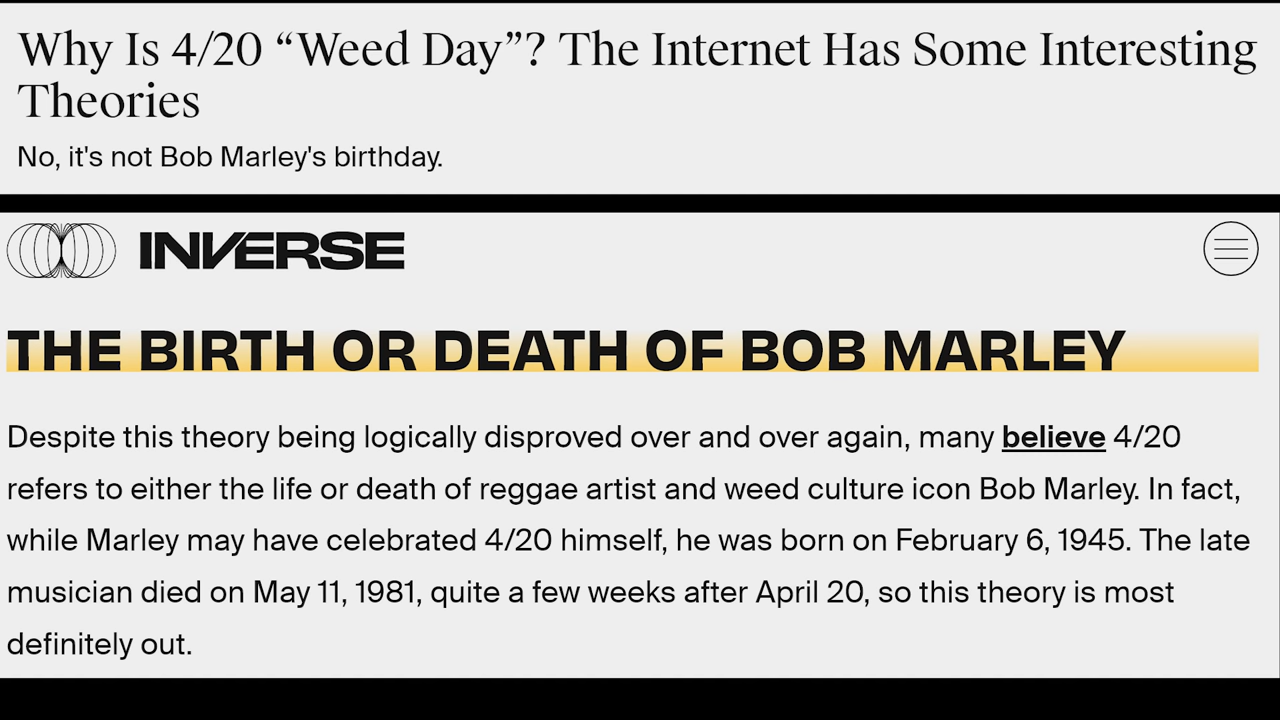 Why Is 4/20 “Weed Day”? The Internet Has Some Interesting
Theories
No, it's not Bob Marley's birthday.
INVERSE
THE BIRTH OR DEATH OF BOB MARLEY
Despite this theory being logically disproved over and over again, many believe 4/20
refers to either the life or death of reggae artist and weed culture icon Bob Marley. In fact,
while Marley may have celebrated 4/20 himself, he was born on February 6, 1945. The late
musician died on May 11, 1981, quite a few weeks after April 20, so this theory is most
definitely out.